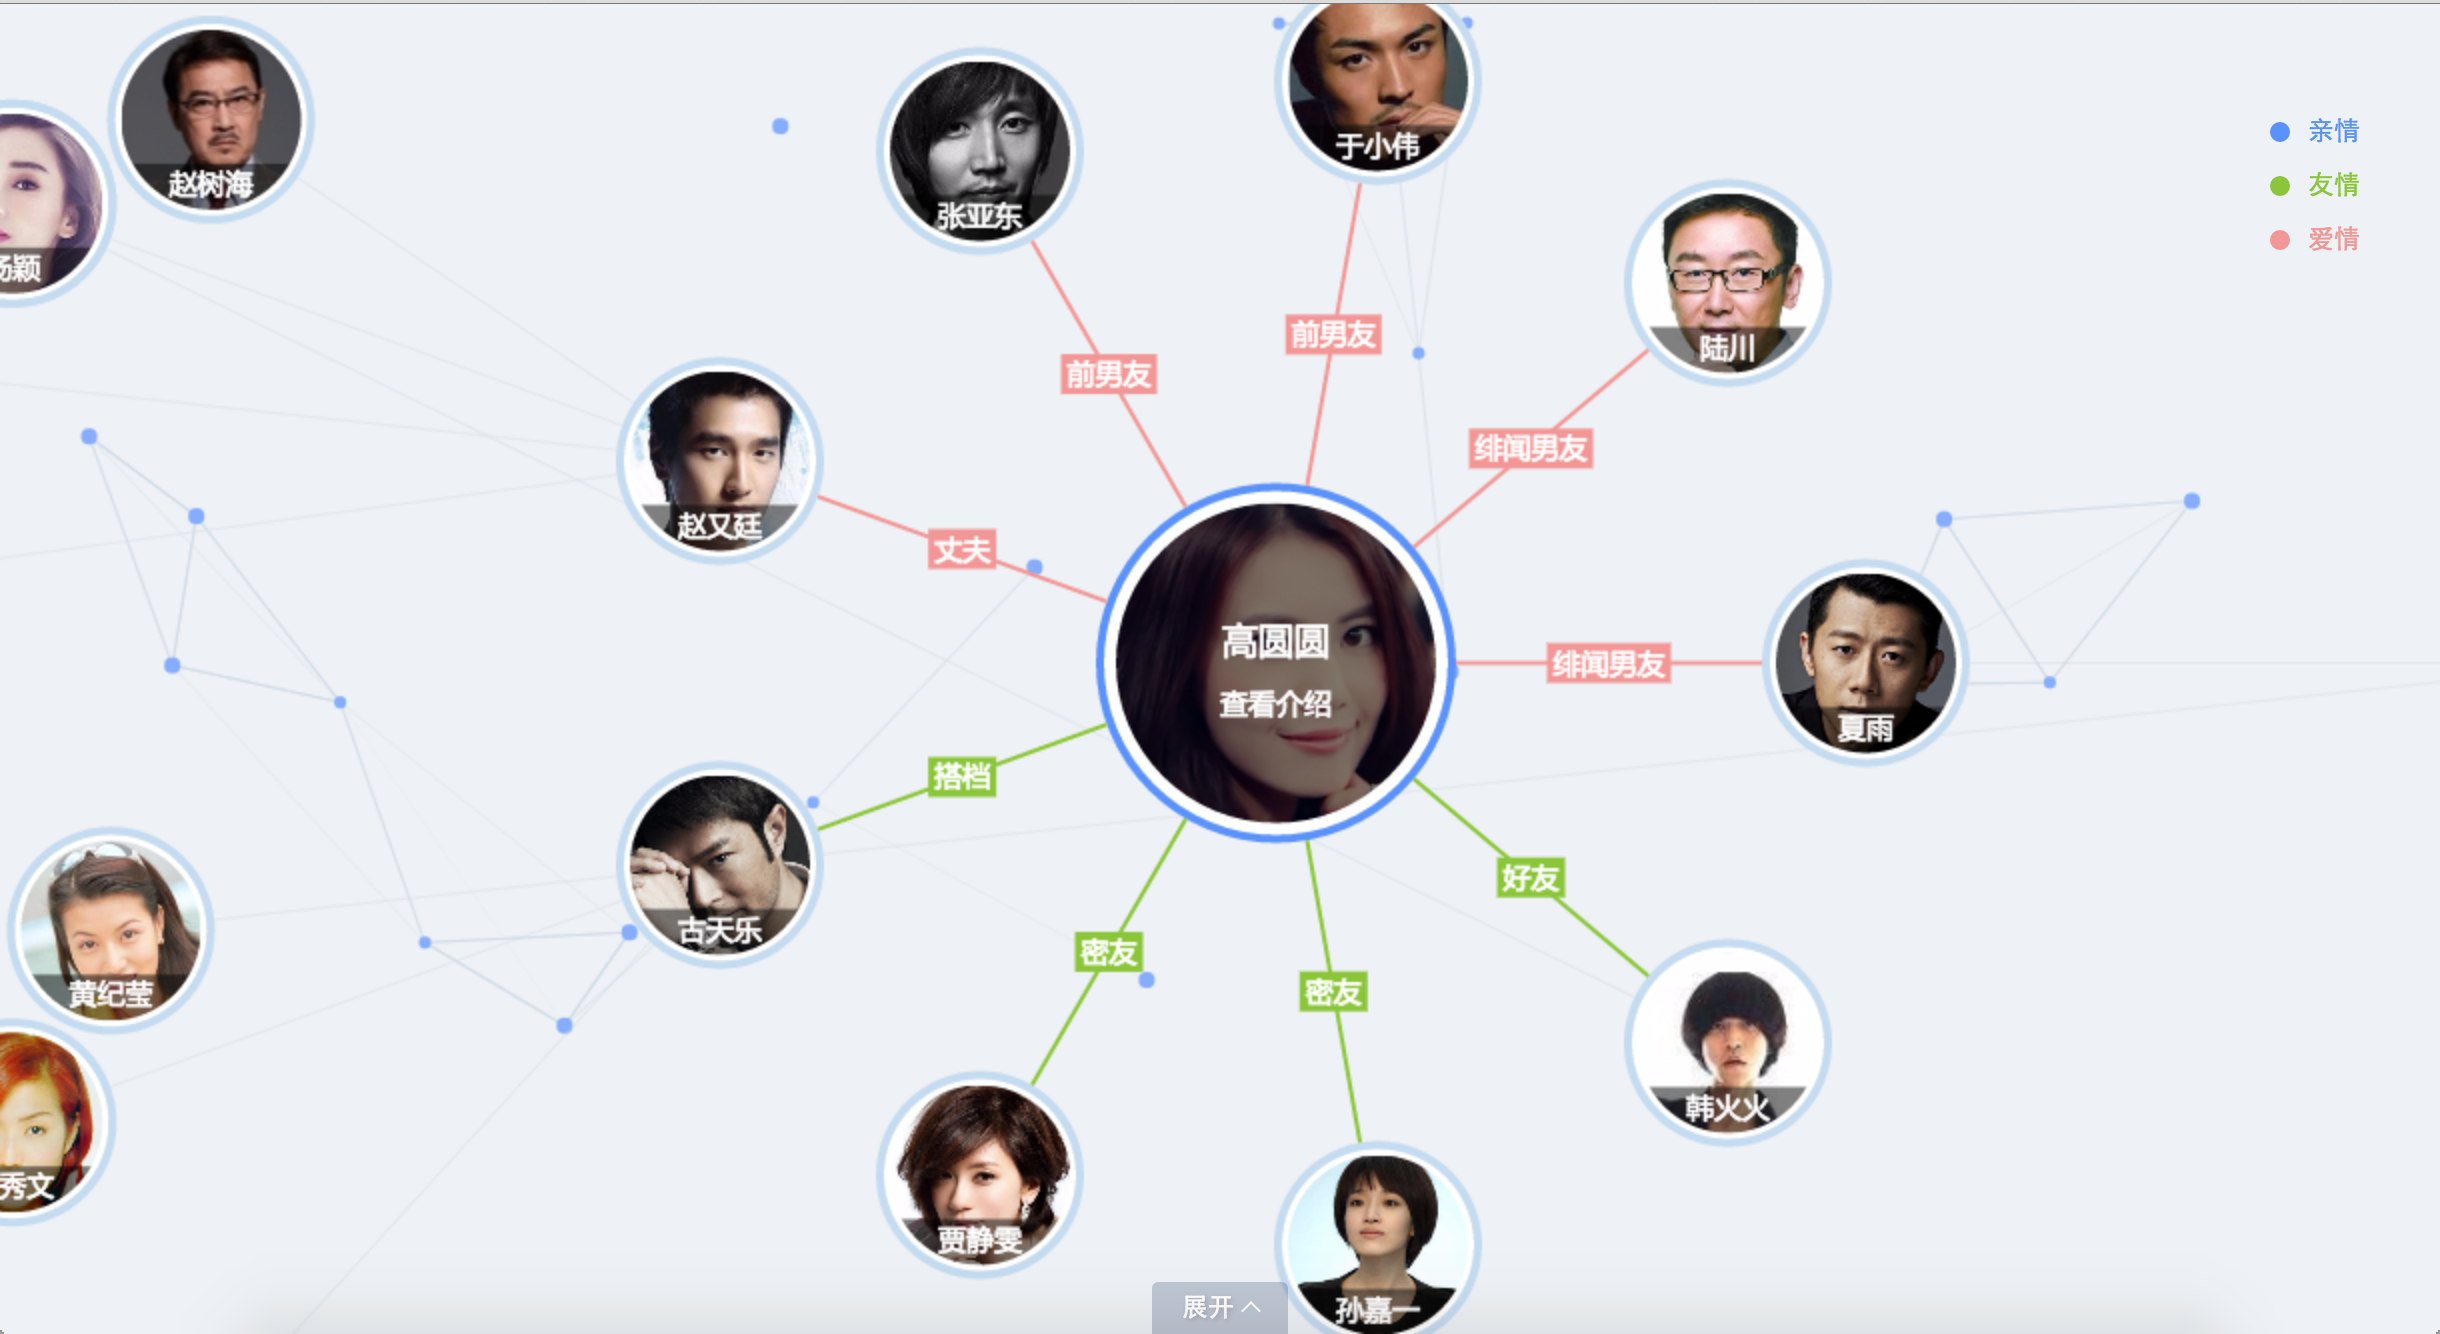 于小伟
亲情
赵树海
友情
张亚东
爱情
杨颖
前男友
陆川
前男友
绯闻男友
赵又廷
丈夫
高圆圆
绯闻男友
查看介绍
夏雨
搭档
好友
古天乐
密友
黄纪莹
密友
韩火火
秀文
贾静雯
展开
孙嘉一